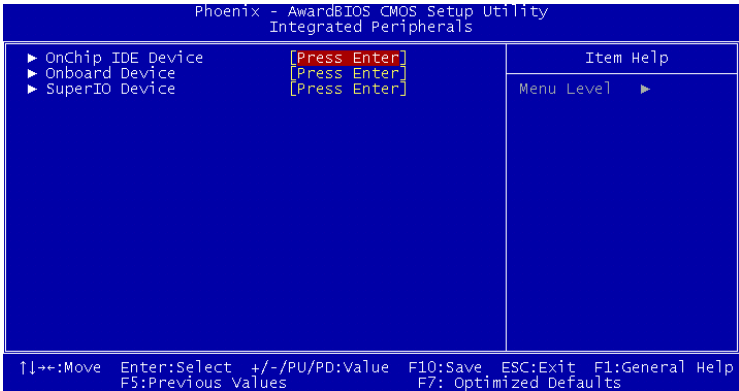 Phoenix - AwardBIOS CMOS Setup Utility
Integrated Peripherals
► OnChip IDE Device [Press Enter]
► Onboard Device [Press Enter]
► SuperIO Device [Press Enter]
Item Help
Menu Level ►
↑↓→←:Move Enter:Select +/-/PU/PD:Value F10:Save ESC:Exit F1:General Help
F5:Previous Values F7: Optimized Defaults